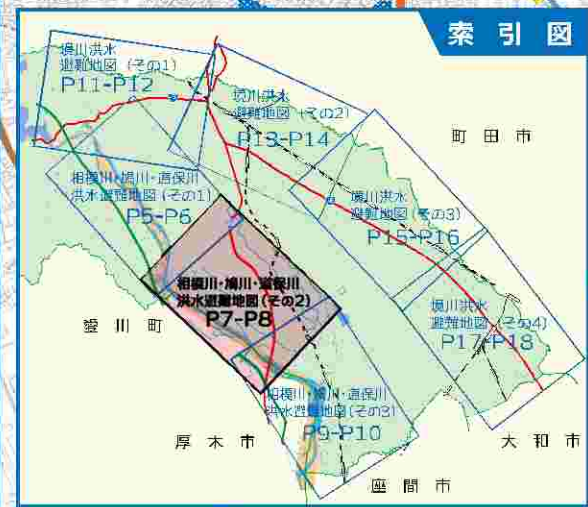 索引図
境川洪水
避難地図(その1)
P11-P12
境川洪水
避難地図(その2)
P13-P14
町田市
相模川・鳩川・道保川
洪水避難地図(その1)
P5-P6
境川洪水
避難地図(その3)
P15-P16
相模川・鳩川・道保川
洪水避難地図(その2)
P7-P8
境川洪水
避難地図(その4)
P17-P18
愛川町
相模川・鳩川・道保川
洪水避難地図(その3)
P9-P10
厚木市
大和市
座間市